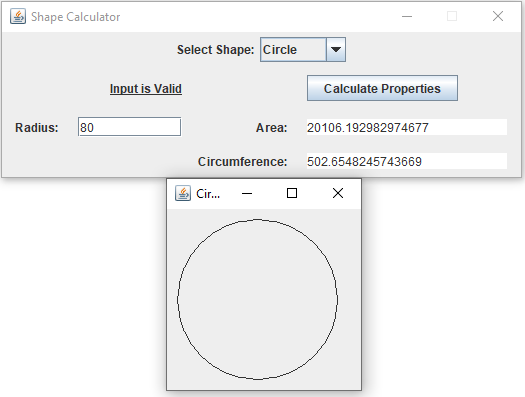 Shape Calculator
Select Shape: Circle
Input is Valid
Calculate Properties
Radius: 80
Area: 20106.192982974677
Circumference: 502.6548245743669
Cir...